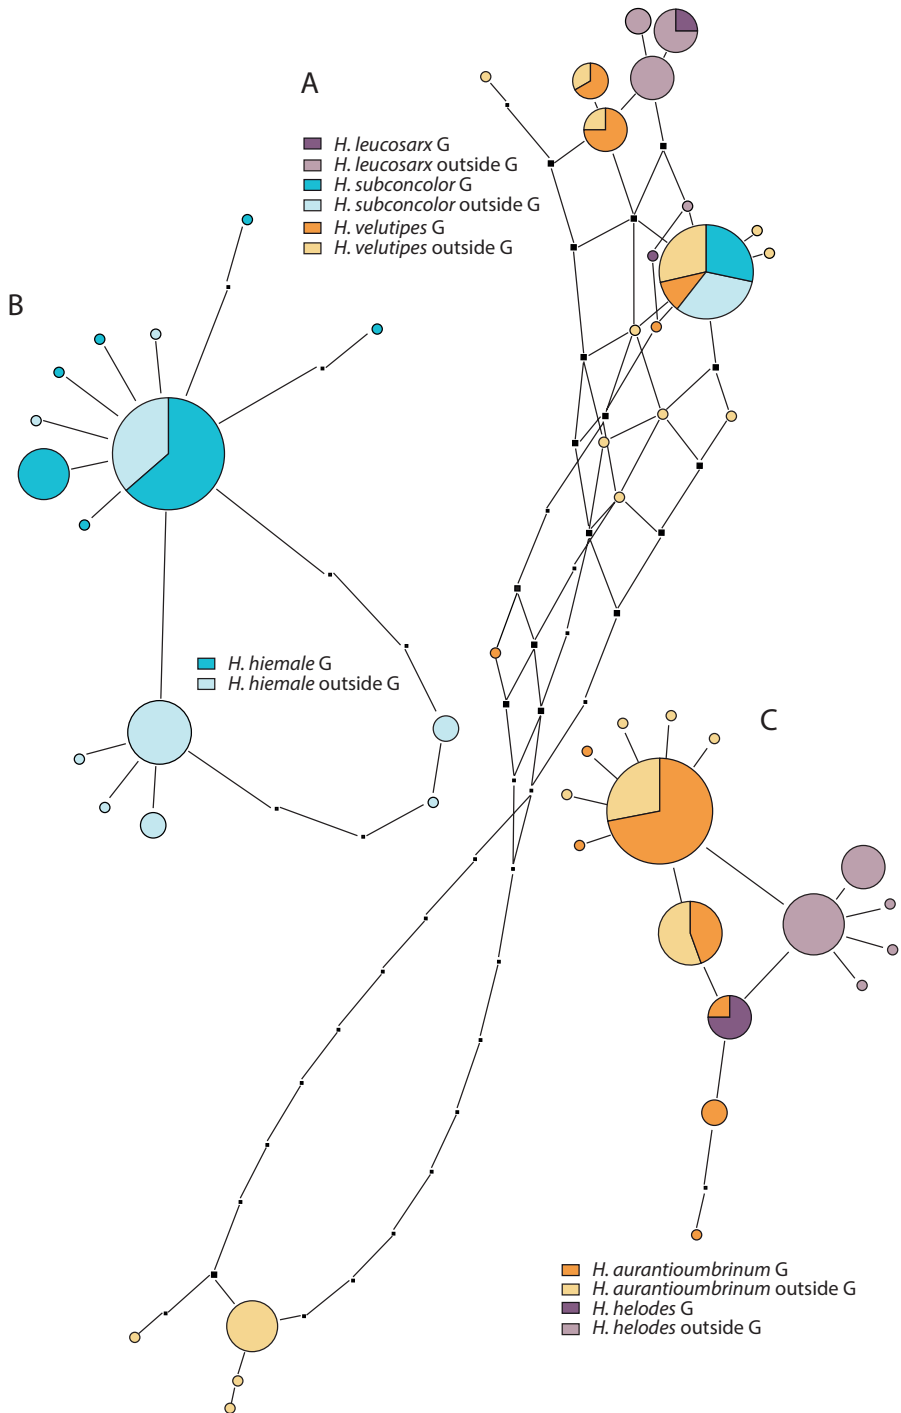 A
H. leucosarx G
H. leucosarx outside G
H. subconcolor G
H. subconcolor outside G
H. velutipes G
H. velutipes outside G
B
H. hiemale G
H. hiemale outside G
C
H. aurantioumbrinum G
H. aurantioumbrinum outside G
H. helodes G
H. helodes outside G